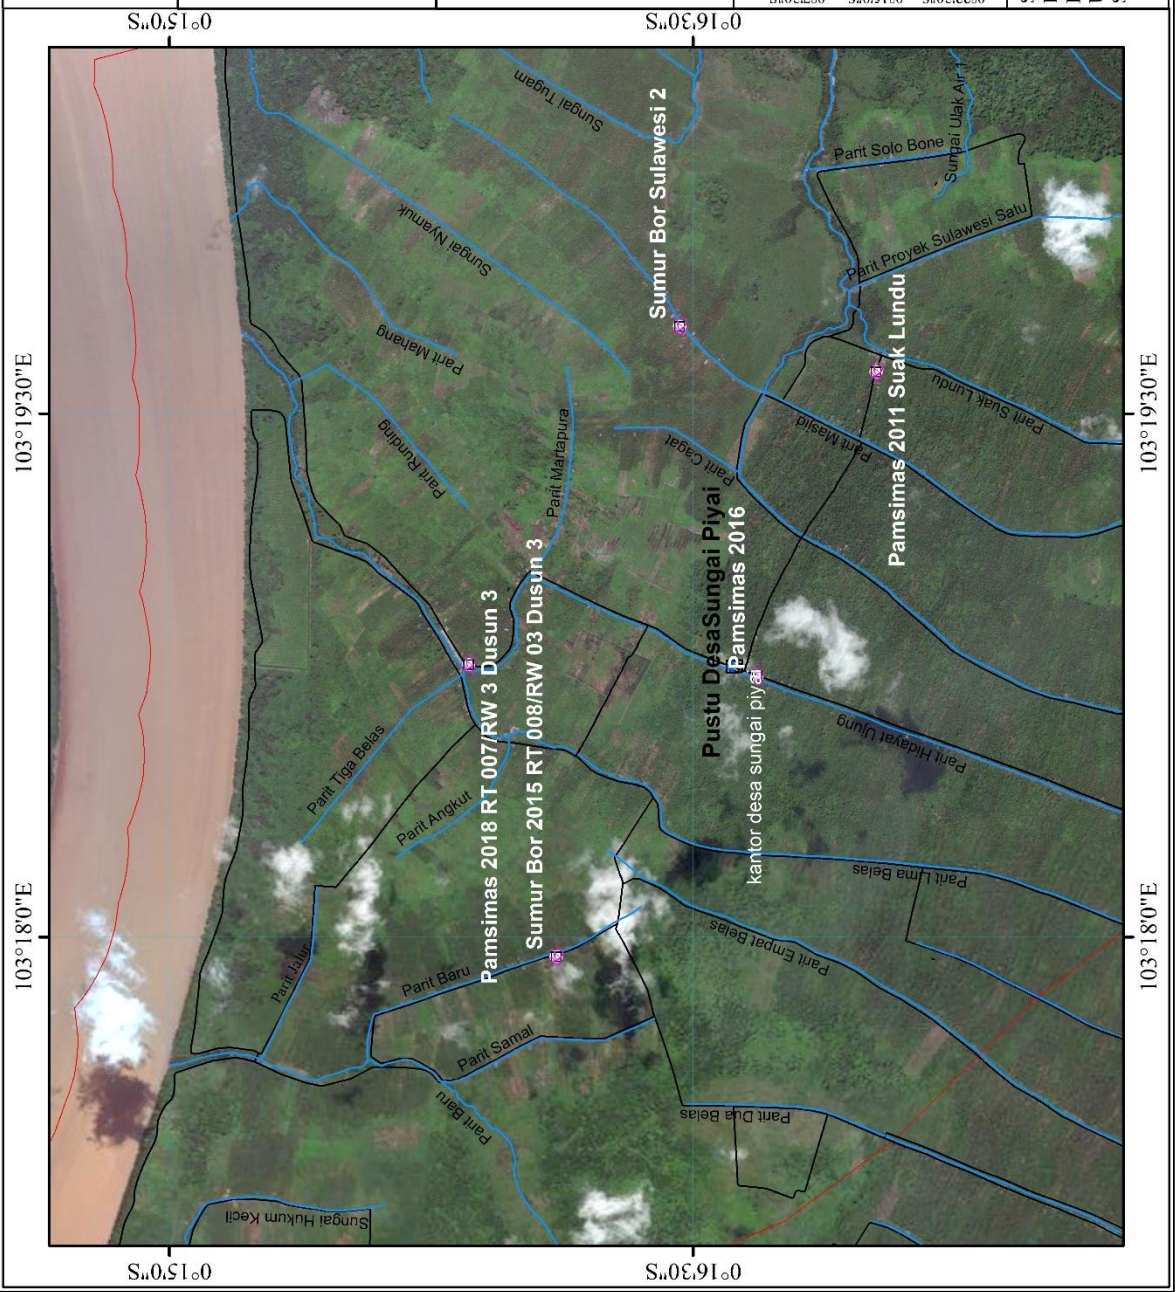 0°15'0"S
0°16'30"S
103°19'30"E
103°18'0"E
Sungai Tugam
Sumur Bor Sulawesi 2
Sungai Ulak Air 1
Parit Solo Bone
Sungai Nyamuk
Parit Proyek Sulawesi Satu
Parit Mahang
Pamsimas 2011 Suak Lundu
Parit Suak Lundu
Parit Masjid
Parit Runding
Parit Martapura
Parit Cagat
Pustu DesaSungai Piyai
Pamsimas 2016
kantor desa sungai piyai
Pamsimas 2018 RT 007/RW 3 Dusun 3
Sumur Bor 2015 RT 008/RW 03 Dusun 3
Parit Hidayat Ujung
Parit Tiga Belas
Parit Angkut
Parit Lima Belas
Parit Empat Belas
Parit Jalur
Parit Baru
Parit Samal
Parit Baru
Parit Dua Belas
Sungai Hukum Kecil
103°19'30"E
103°18'0"E
0°15'0"S
0°16'30"S